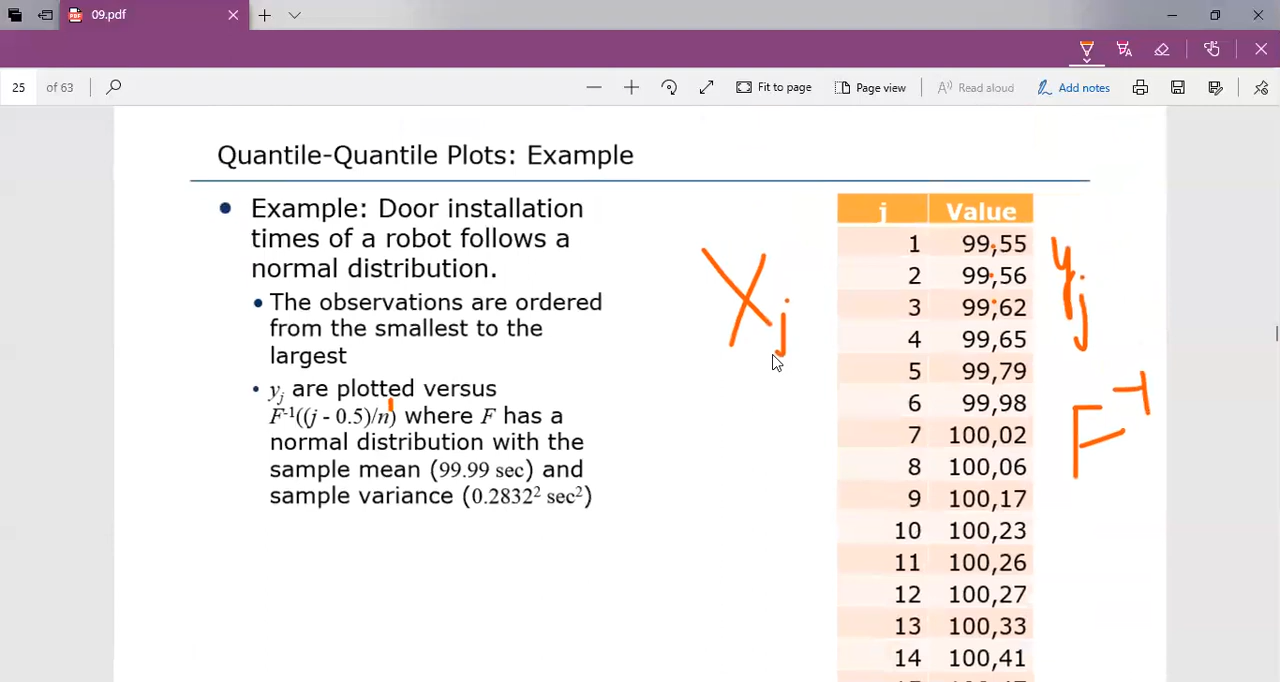 09.pdf
25 of 63 Fit to page Page view Read aloud Add notes
Quantile-Quantile Plots: Example
Example: Door installation
times of a robot follows a
normal distribution.
The observations are ordered
from the smallest to the
largest
yj are plotted versus
F-1((j - 0.5)/n) where F has a
normal distribution with the
sample mean (99.99 sec) and
sample variance (0.2832² sec²)
Xj
j Value
1 99,55
2 99,56
3 99,62
4 99,65
5 99,79
6 99,98
7 100,02
8 100,06
9 100,17
10 100,23
11 100,26
12 100,27
13 100,33
14 100,41
yj
F-1